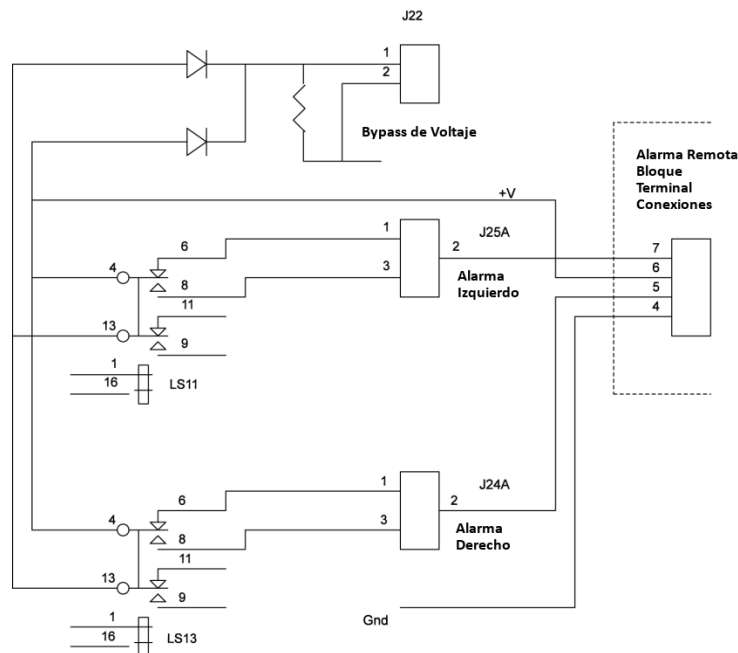 J22
1
2
Bypass de Voltaje
Alarma Remota
Bloque
Terminal
Conexiones
+V
6
1
J25A
2
7
4
8
3
Alarma
Izquierdo
6
5
11
4
13
9
1
16
LS11
6
1
J24A
2
4
8
3
Alarma
Derecho
11
13
9
Gnd
1
16
LS13